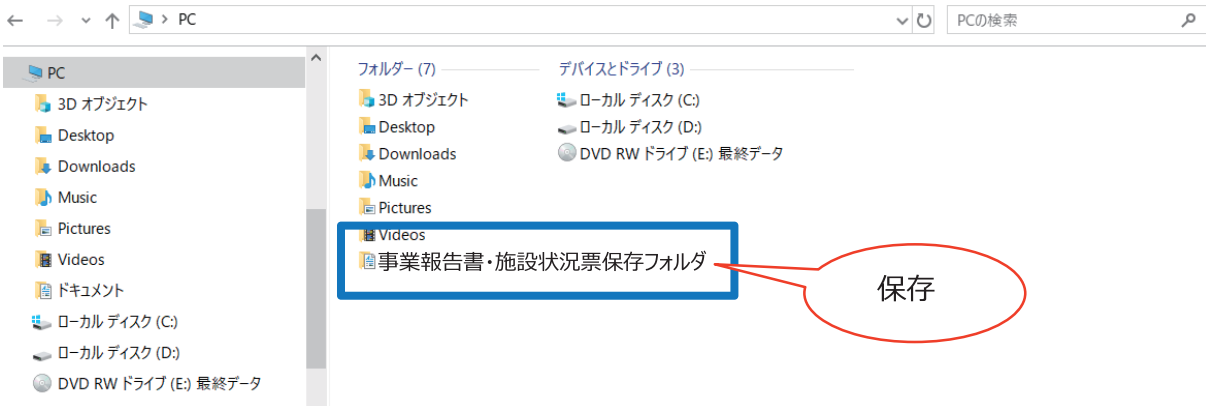 PC
PCの検索
PC
3D オブジェクト
Desktop
Downloads
Music
Pictures
Videos
ドキュメント
ローカル ディスク (C:)
ローカル ディスク (D:)
DVD RW ドライブ (E:) 最終データ
フォルダー (7)
3D オブジェクト
Desktop
Downloads
Music
Pictures
Videos
事業報告書・施設状況票保存フォルダ
デバイスとドライブ (3)
ローカル ディスク (C:)
ローカル ディスク (D:)
DVD RW ドライブ (E:) 最終データ
保存